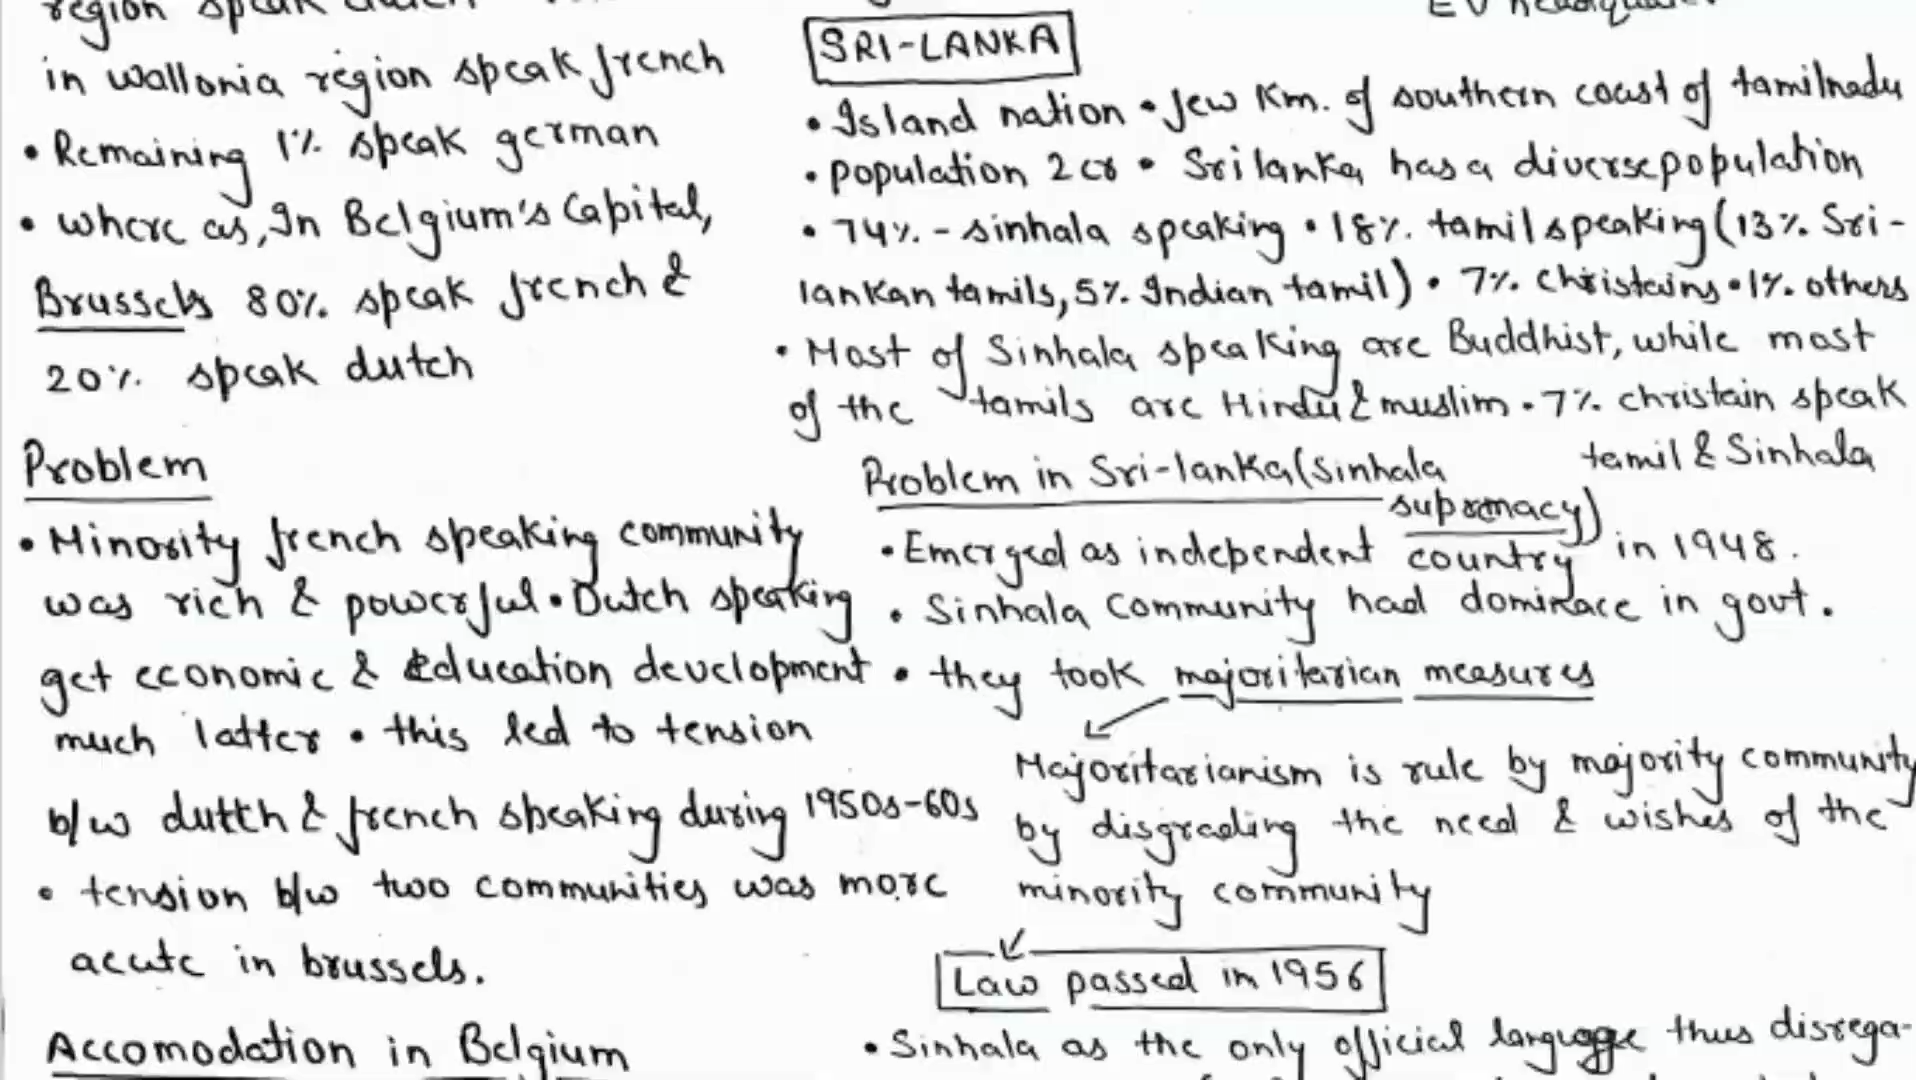 region speak
in wallonia region speak french
• Remaining 1% speak german
• where as, In Belgium's Capital,
Brussels 80% speak french &
20% speak dutch
Problem
• Minority french speaking community
was rich & powerful • Dutch speaking
get economic & education development
much latter • this led to tension
b/w dutch & french speaking during 1950s-60s
• tension b/w two communities was more
acute in brussels.
Accomodation in Belgium
EU headquater
SRI-LANKA
• Island nation • few Km. of southern coast of tamilnadu
• population 2 cr • Sri lanka has a diverse population
• 74% - sinhala speaking • 18% tamil speaking (13% Sri-
lankan tamils, 5% Indian tamil) • 7% christains • 1% others
• Most of Sinhala speaking are Buddhist, while most
of the tamils are Hindu & muslim • 7% christain speak
tamil & Sinhala
Problem in Sri-lanka (sinhala
supremacy)
• Emerged as independent country in 1948.
• Sinhala community had dominace in govt.
• they took majoritarian measures
Majoritarianism is rule by majority community
by disgrading the need & wishes of the
minority community
Law passed in 1956
• Sinhala as the only official language thus disrega-